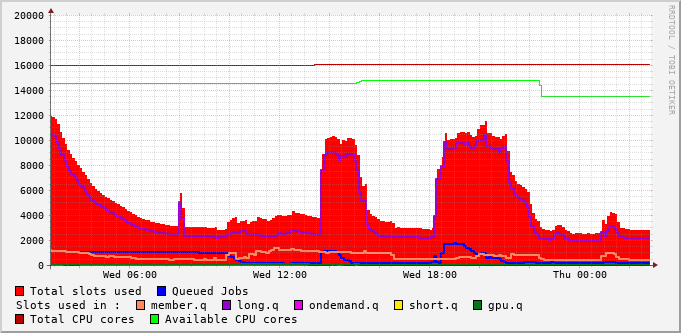 20000
18000
16000
14000
12000
10000
8000
6000
4000
2000
0
Wed 06:00 Wed 12:00 Wed 18:00 Thu 00:00
RRDTOOL / TOBI OETIKER
Total slots used Queued Jobs
Slots used in : member.q long.q ondemand.q short.q gpu.q
Total CPU cores Available CPU cores